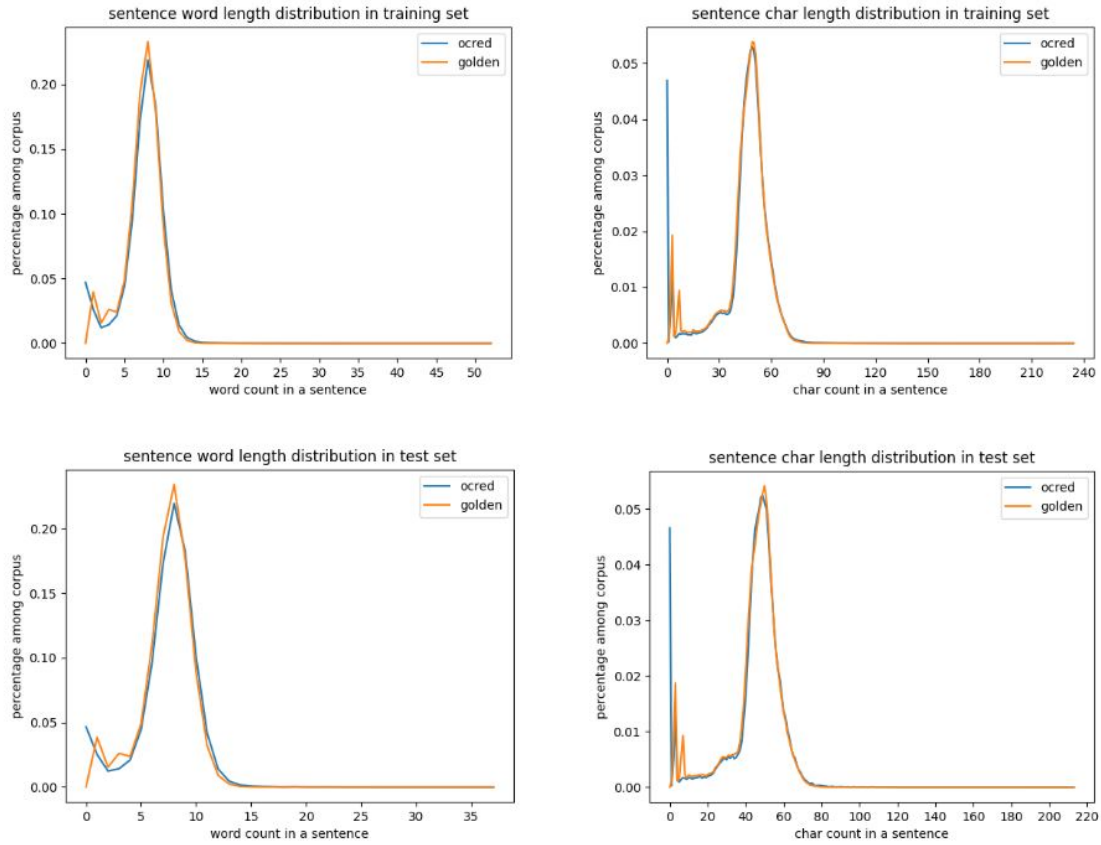 sentence word length distribution in training set
ocred
golden
percentage among corpus
0.20
0.15
0.10
0.05
0.00
0 5 10 15 20 25 30 35 40 45 50
word count in a sentence
sentence char length distribution in training set
ocred
golden
percentage among corpus
0.05
0.04
0.03
0.02
0.01
0.00
0 30 60 90 120 150 180 210 240
char count in a sentence
sentence word length distribution in test set
ocred
golden
percentage among corpus
0.20
0.15
0.10
0.05
0.00
0 5 10 15 20 25 30 35
word count in a sentence
sentence char length distribution in test set
ocred
golden
percentage among corpus
0.05
0.04
0.03
0.02
0.01
0.00
0 20 40 60 80 100 120 140 160 180 200 220
char count in a sentence